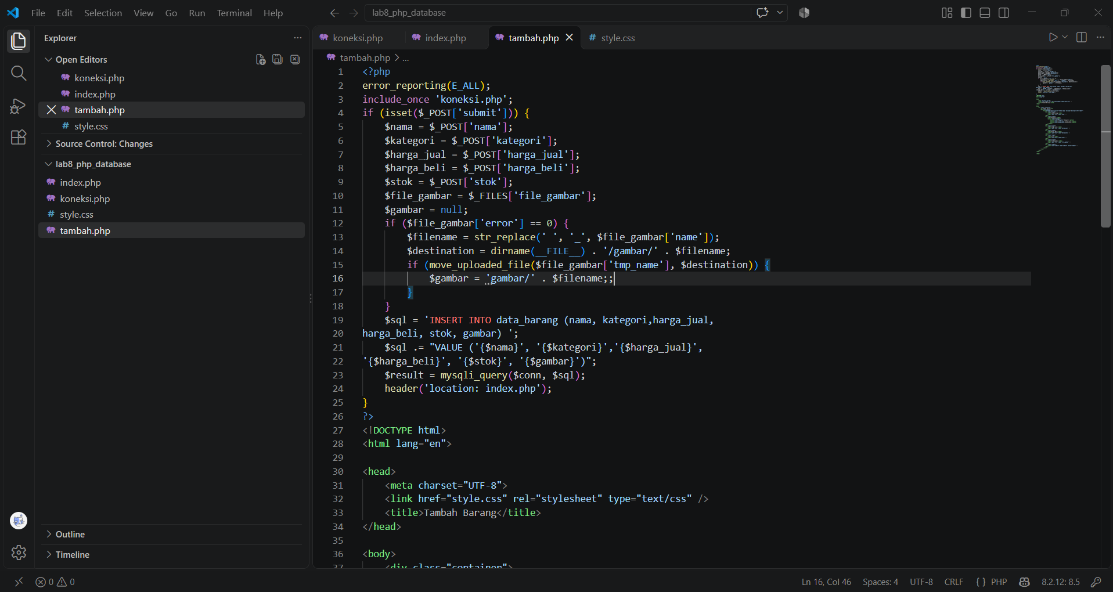 File Edit Selection View Go Run Terminal Help
lab8_php_database
Explorer
Open Editors
koneksi.php
index.php
tambah.php
style.css
Source Control: Changes
lab8_php_database
index.php
koneksi.php
style.css
tambah.php
Outline
Timeline
koneksi.php index.php tambah.php style.css
tambah.php > ...
1 <?php
2 error_reporting(E_ALL);
3 include_once 'koneksi.php';
4 if (isset($_POST['submit'])) {
5 $nama = $_POST['nama'];
6 $kategori = $_POST['kategori'];
7 $harga_jual = $_POST['harga_jual'];
8 $harga_beli = $_POST['harga_beli'];
9 $stok = $_POST['stok'];
10 $file_gambar = $_FILES['file_gambar'];
11 $gambar = null;
12 if ($file_gambar['error'] == 0) {
13 $filename = str_replace(' ', '_', $file_gambar['name']);
14 $destination = dirname(__FILE__) . '/gambar/' . $filename;
15 if (move_uploaded_file($file_gambar['tmp_name'], $destination)) {
16 $gambar = 'gambar/' . $filename;;
17 }
18 }
19 $sql = 'INSERT INTO data_barang (nama, kategori,harga_jual,
20 harga_beli, stok, gambar) ';
21 $sql .= "VALUE ('{$nama}', '{$kategori}','{$harga_jual}',
22 '{$harga_beli}', '{$stok}', '{$gambar}')";
23 $result = mysqli_query($conn, $sql);
24 header('location: index.php');
25 }
26 ?>
27 <!DOCTYPE html>
28 <html lang="en">
29
30 <head>
31 <meta charset="UTF-8">
32 <link href="style.css" rel="stylesheet" type="text/css" />
33 <title>Tambah Barang</title>
34 </head>
35
36 <body>
37 <div class="container">
0 0 Ln 16, Col 46 Spaces: 4 UTF-8 CRLF { } PHP 8.2.12: 8.5